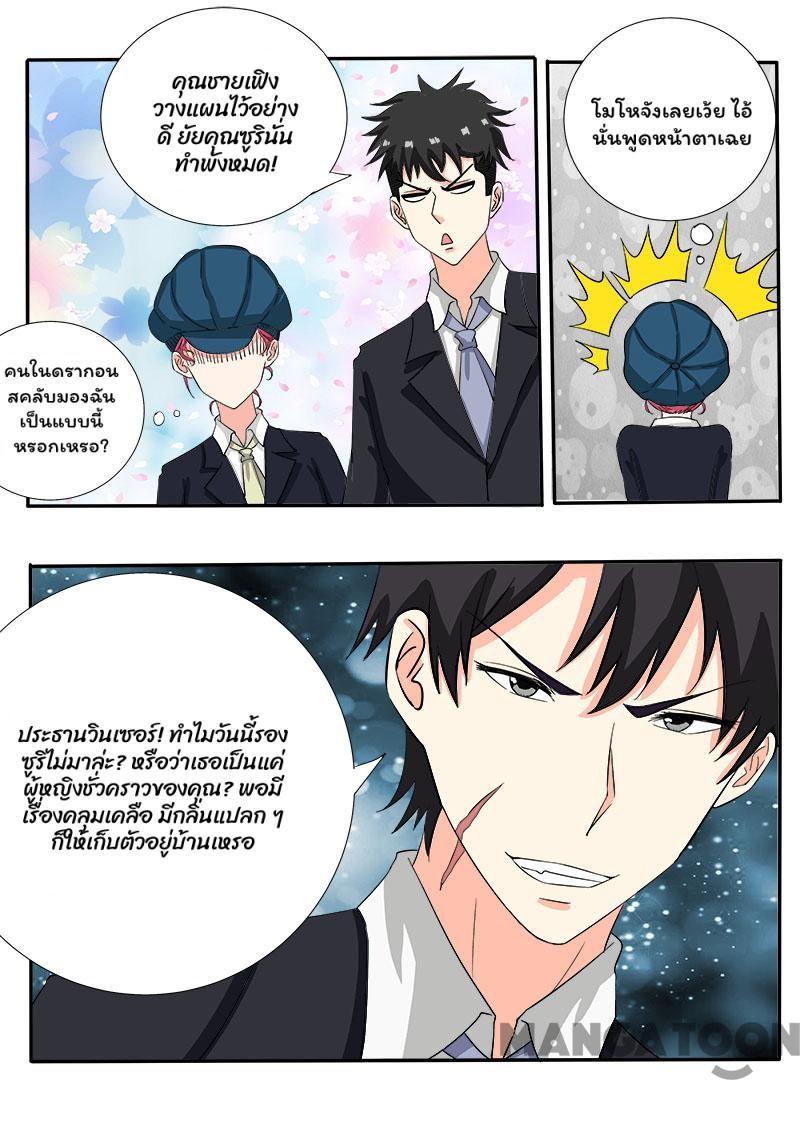 คุณชายเฟิง
วางแผนไว้อย่าง
ดี ยัยคุณซูรินั่น
ทำพังหมด!
คนในดรากอน
สคลับมองฉัน
เป็นแบบนี้
หรอกเหรอ?
โมโหจังเลยเว้ย ไอ้
นั่นพูดหน้าตาเฉย
ประธานวินเซอร์! ทำไมวันนี้รอง
ซูริไม่มาล่ะ? หรือว่าเธอเป็นแค่
ผู้หญิงชั่วคราวของคุณ? พอมี
เรื่องคลุมเคลือ มีกลิ่นแปลก ๆ
ก็ให้เก็บตัวอยู่บ้านเหรอ
MANGATOON